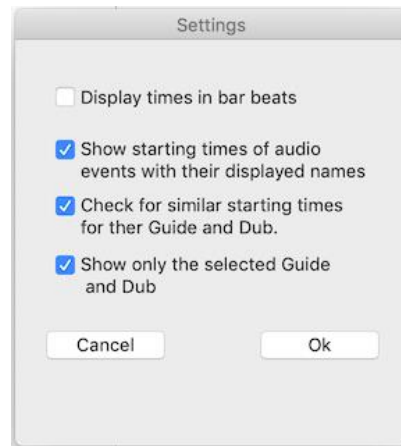 Settings
Display times in bar beats
Show starting times of audio
events with their displayed names
Check for similar starting times
for ther Guide and Dub.
Show only the selected Guide
and Dub
Cancel
Ok